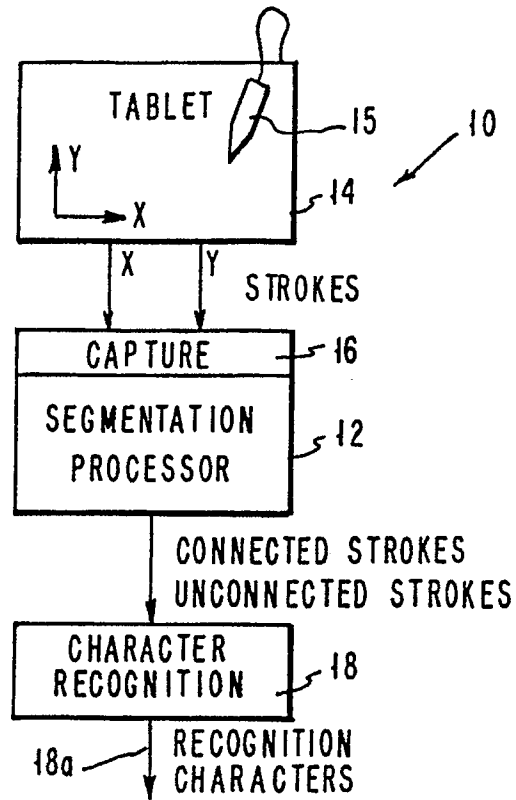 TABLET
15
10
Y
X
14
X
Y
STROKES
CAPTURE
16
SEGMENTATION
PROCESSOR
12
CONNECTED STROKES
UNCONNECTED STROKES
CHARACTER
RECOGNITION
18
18a
RECOGNITION
CHARACTERS